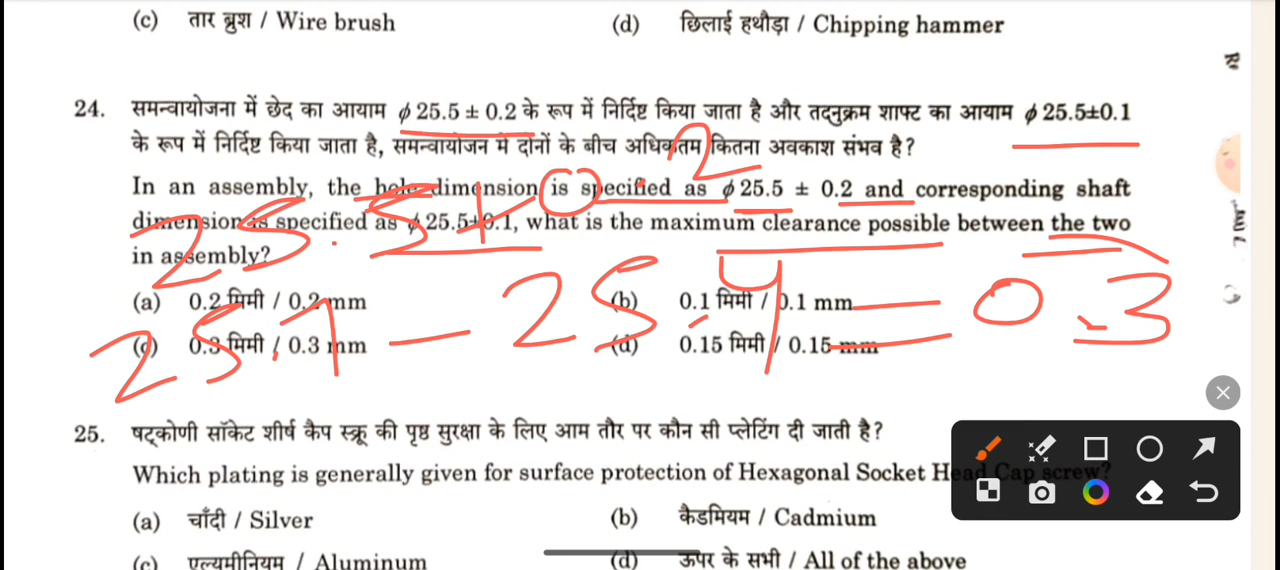 (c) तार ब्रुश / Wire brush (d) छिलाई हथौड़ा / Chipping hammer
24. समन्वायोजना में छेद का आयाम ϕ 25.5 ± 0.2 के रूप में निर्दिष्ट किया जाता है और तदनुक्रम शाफ्ट का आयाम ϕ 25.5±0.1
के रूप में निर्दिष्ट किया जाता है, समन्वायोजन में दोनों के बीच अधिकतम कितना अवकाश संभव है?
In an assembly, the hole dimension is specified as ϕ 25.5 ± 0.2 and corresponding shaft
dimension is specified as ϕ 25.5±0.1, what is the maximum clearance possible between the two
in assembly?
25.5+0.2
(a) 0.2 मिमी / 0.2 mm (b) 0.1 मिमी / 0.1 mm
(c) 0.3 मिमी / 0.3 mm (d) 0.15 मिमी / 0.15 mm
25.7 - 25.4 = 0.3
25. षट्कोणी सॉकेट शीर्ष कैप स्क्रू की पृष्ठ सुरक्षा के लिए आम तौर पर कौन सी प्लेटिंग दी जाती है?
Which plating is generally given for surface protection of Hexagonal Socket Head Cap screw?
(a) चाँदी / Silver (b) कैडमियम / Cadmium
(c) एल्यूमीनियम / Aluminum (d) ऊपर के सभी / All of the above